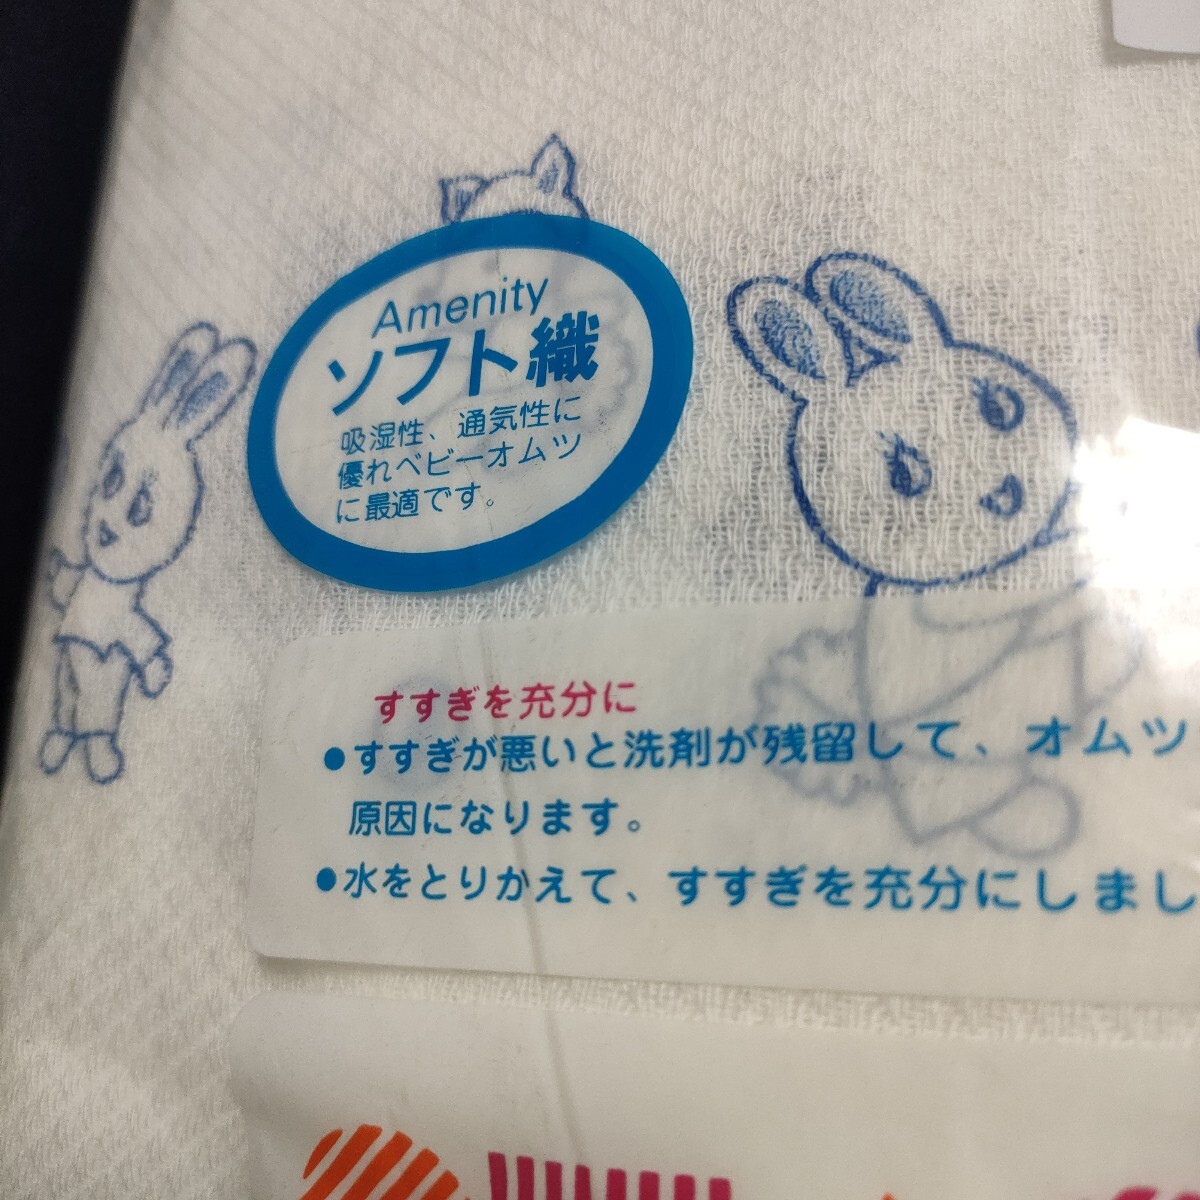 Amenity
ソフト織
吸湿性、通気性に
優れベビーオムツ
に最適です。
すすぎを充分に
●すすぎが悪いと洗剤が残留して、オムツ
原因になります。
●水をとりかえて、すすぎを充分にしまし